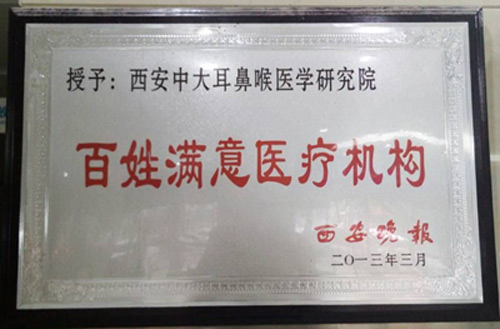 授予：西安中大耳鼻喉医学研究院
百姓满意医疗机构
西安晚报
二〇一三年三月